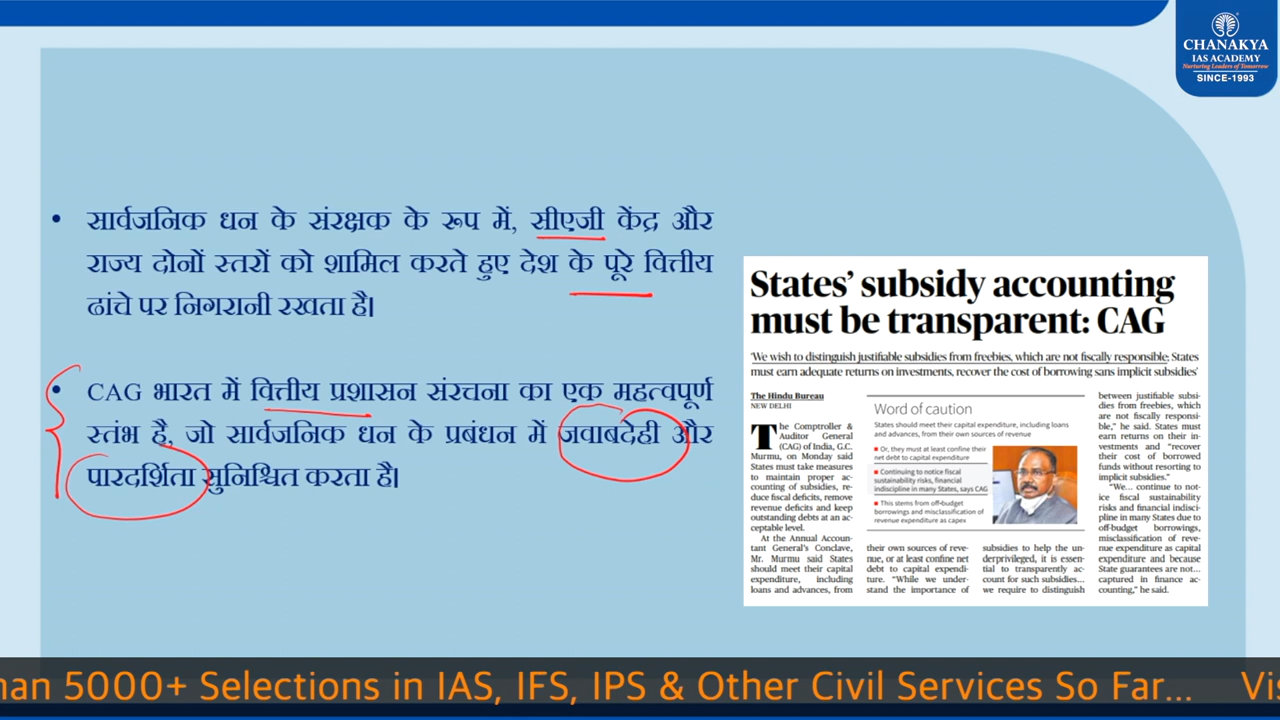 CHANAKYA
IAS ACADEMY
Nurturing Leaders of Tomorrow
SINCE-1993
• सार्वजनिक धन के संरक्षक के रूप में, सीएजी केंद्र और
राज्य दोनों स्तरों को शामिल करते हुए देश के पूरे वित्तीय
ढांचे पर निगरानी रखता है।
• CAG भारत में वित्तीय प्रशासन संरचना का एक महत्वपूर्ण
स्तंभ है, जो सार्वजनिक धन के प्रबंधन में जवाबदेही और
पारदर्शिता सुनिश्चित करता है।
States’ subsidy accounting
must be transparent: CAG
‘We wish to distinguish justifiable subsidies from freebies, which are not fiscally responsible; States
must earn adequate returns on investments, recover the cost of borrowing sans implicit subsidies’
The Hindu Bureau
NEW DELHI
The Comptroller &
Auditor General
(CAG) of India, G.C.
Murmu, on Monday said
States must take measures
to maintain proper ac-
counting of subsidies, re-
duce fiscal deficits, remove
revenue deficits and keep
outstanding debts at an ac-
ceptable level.
At the Annual Accoun-
tant General’s Conclave,
Mr. Murmu said States
should meet their capital
expenditure, including
loans and advances, from
Word of caution
States should meet their capital expenditure, including loans
and advances, from their own sources of revenue
■ Or, they must at least confine their
net debt to capital expenditure
■ Continuing to notice fiscal
sustainability risks, financial
indiscipline in many States, says CAG
■ This stems from off-budget
borrowings and misclassification of
revenue expenditure as capex
their own sources of reve-
nue, or at least confine net
debt to capital expendi-
ture. “While we under-
stand the importance of
subsidies to help the un-
derprivileged, it is essen-
tial to transparently ac-
count for such subsidies...
we require to distinguish
between justifiable subsi-
dies from freebies, which
are not fiscally responsi-
ble,” he said. States must
earn returns on their in-
vestments and “recover
their cost of borrowed
funds without resorting to
implicit subsidies.”
“We... continue to not-
ice fiscal sustainability
risks and financial indisci-
pline in many States due to
off-budget borrowings,
misclassification of reve-
nue expenditure as capital
expenditure and because
State guarantees are not...
captured in finance ac-
counting,” he said.
han 5000+ Selections in IAS, IFS, IPS & Other Civil Services So Far... Vis